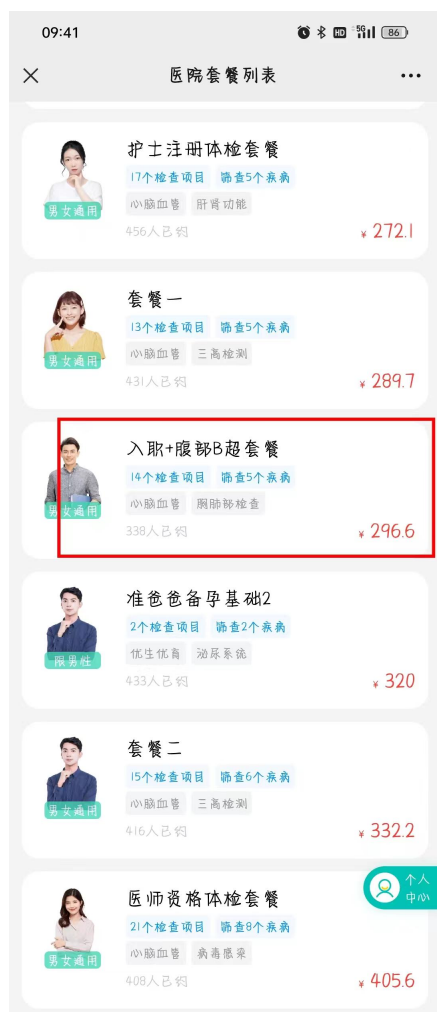 09:41
HD 5G 86
医院套餐列表
护士注册体检套餐
17个检查项目 筛查5个疾病
心脑血管 肝肾功能
男女通用
456人已约
¥ 272.1
套餐一
13个检查项目 筛查5个疾病
心脑血管 三高检测
男女通用
431人已约
¥ 289.7
入职+腹部B超套餐
14个检查项目 筛查5个疾病
心脑血管 胸肺部检查
男女通用
338人已约
¥ 296.6
准爸爸备孕基础2
2个检查项目 筛查2个疾病
优生优育 泌尿系统
限男性
433人已约
¥ 320
套餐二
15个检查项目 筛查6个疾病
心脑血管 三高检测
男女通用
416人已约
¥ 332.2
个人
中心
医师资格体检套餐
21个检查项目 筛查8个疾病
心脑血管 病毒感染
男女通用
408人已约
¥ 405.6